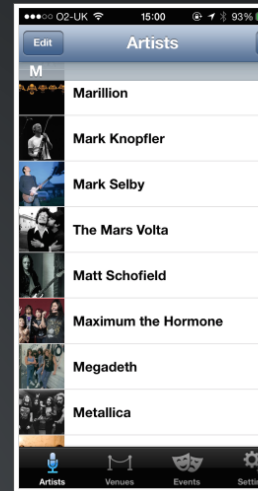 O2-UK 15:00 93%
Edit Artists
M
Marillion
Mark Knopfler
Mark Selby
The Mars Volta
Matt Schofield
Maximum the Hormone
Megadeth
Metallica
Artists Venues Events Settin